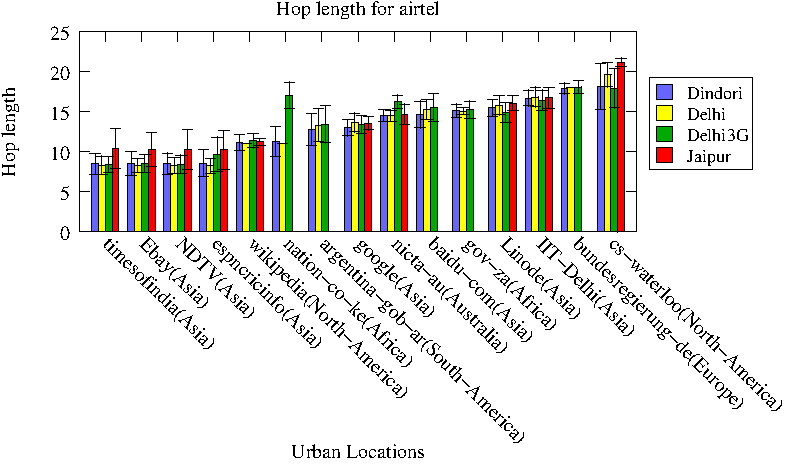 Hop length for airtel
Hop length
25
20
15
10
5
0
Dindori
Delhi
Delhi3G
Jaipur
timesofindia(Asia)
Ebay(Asia)
NDTV(Asia)
espncricinfo(Asia)
wikipedia(North-America)
nation-co-ke(Africa)
argentina-gob-ar(South-America)
google(Asia)
nicta-au(Australia)
baidu-com(Asia)
gov-za(Africa)
Linode(Asia)
IIT-Delhi(Asia)
bundesregierung-de(Europe)
cs-waterloo(North-America)
Urban Locations